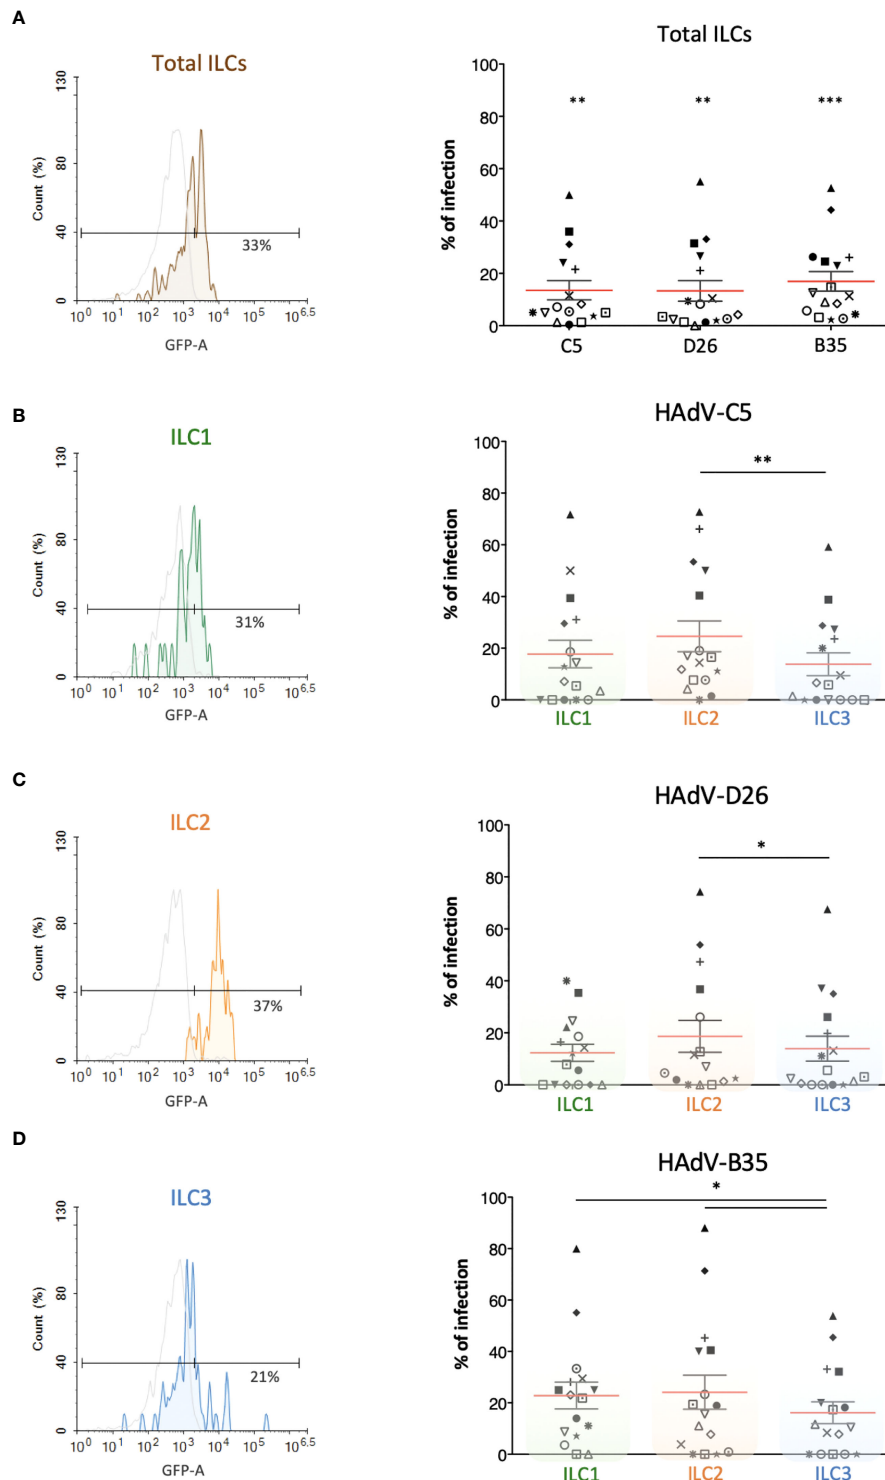 A
Total ILCs
Count (%)
130
80
40
0
33%
10^0 10^1 10^2 10^3 10^4 10^5 10^6.5
GFP-A
Total ILCs
% of infection
100
80
60
40
20
0
** ** ***
C5 D26 B35
B
ILC1
Count (%)
130
80
40
0
31%
10^0 10^1 10^2 10^3 10^4 10^5 10^6.5
GFP-A
HAdV-C5
% of infection
100
80
60
40
20
0
**
ILC1 ILC2 ILC3
C
ILC2
Count (%)
130
80
40
0
37%
10^0 10^1 10^2 10^3 10^4 10^5 10^6.5
GFP-A
HAdV-D26
% of infection
100
80
60
40
20
0
*
ILC1 ILC2 ILC3
D
ILC3
Count (%)
130
80
40
0
21%
10^0 10^1 10^2 10^3 10^4 10^5 10^6.5
GFP-A
HAdV-B35
% of infection
100
80
60
40
20
0
*
ILC1 ILC2 ILC3